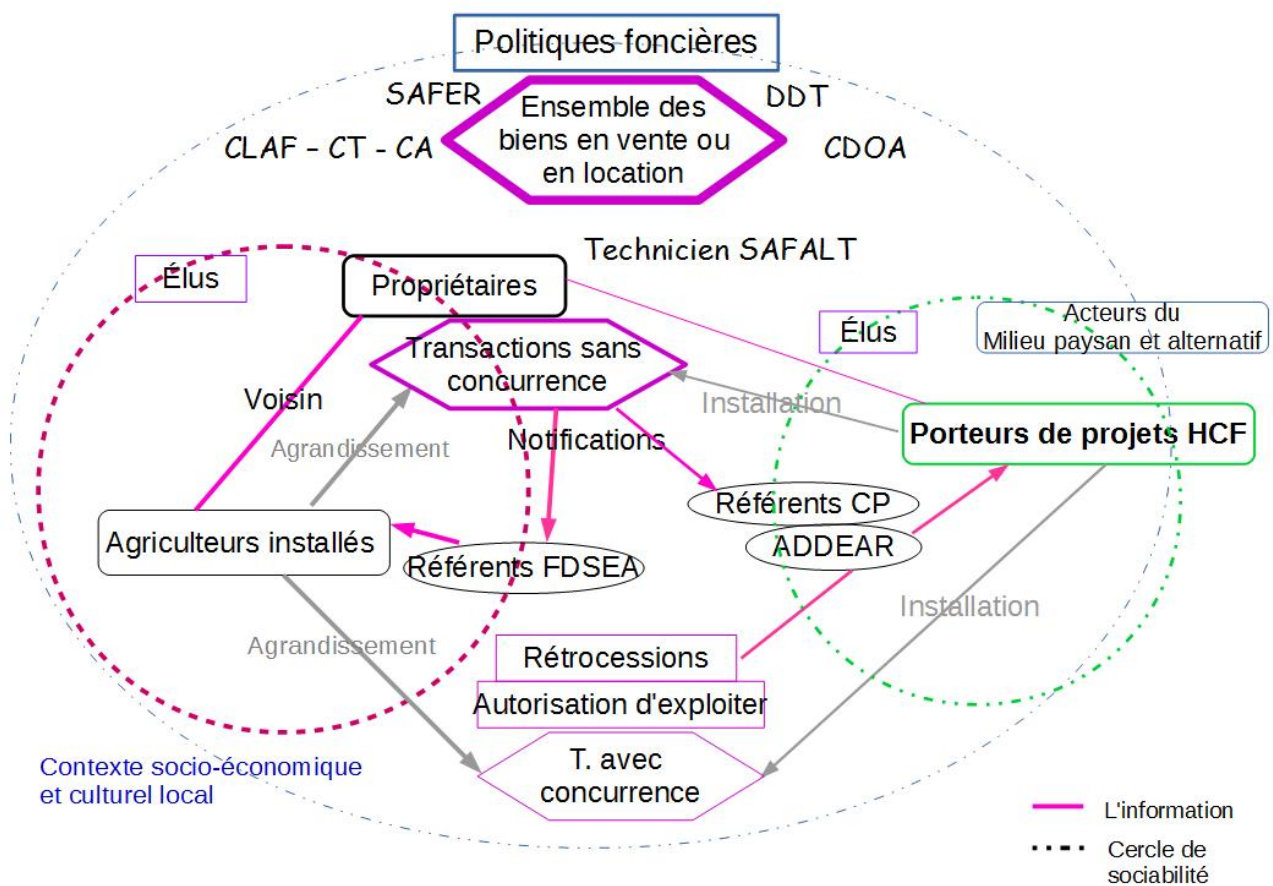 Politiques foncières
SAFER
DDT
Ensemble des
biens en vente ou
en location
CLAF - CT - CA
CDOA
Technicien SAFALT
Élus
Propriétaires
Élus
Acteurs du
Milieu paysan et alternatif
Transactions sans
concurrence
Voisin
Installation
Agrandissement
Notifications
Porteurs de projets HCF
Référents CP
Agriculteurs installés
ADDEAR
Référents FDSEA
Installation
Agrandissement
Rétrocessions
Autorisation d'exploiter
T. avec
concurrence
Contexte socio-économique
et culturel local
L'information
Cercle de
sociabilité